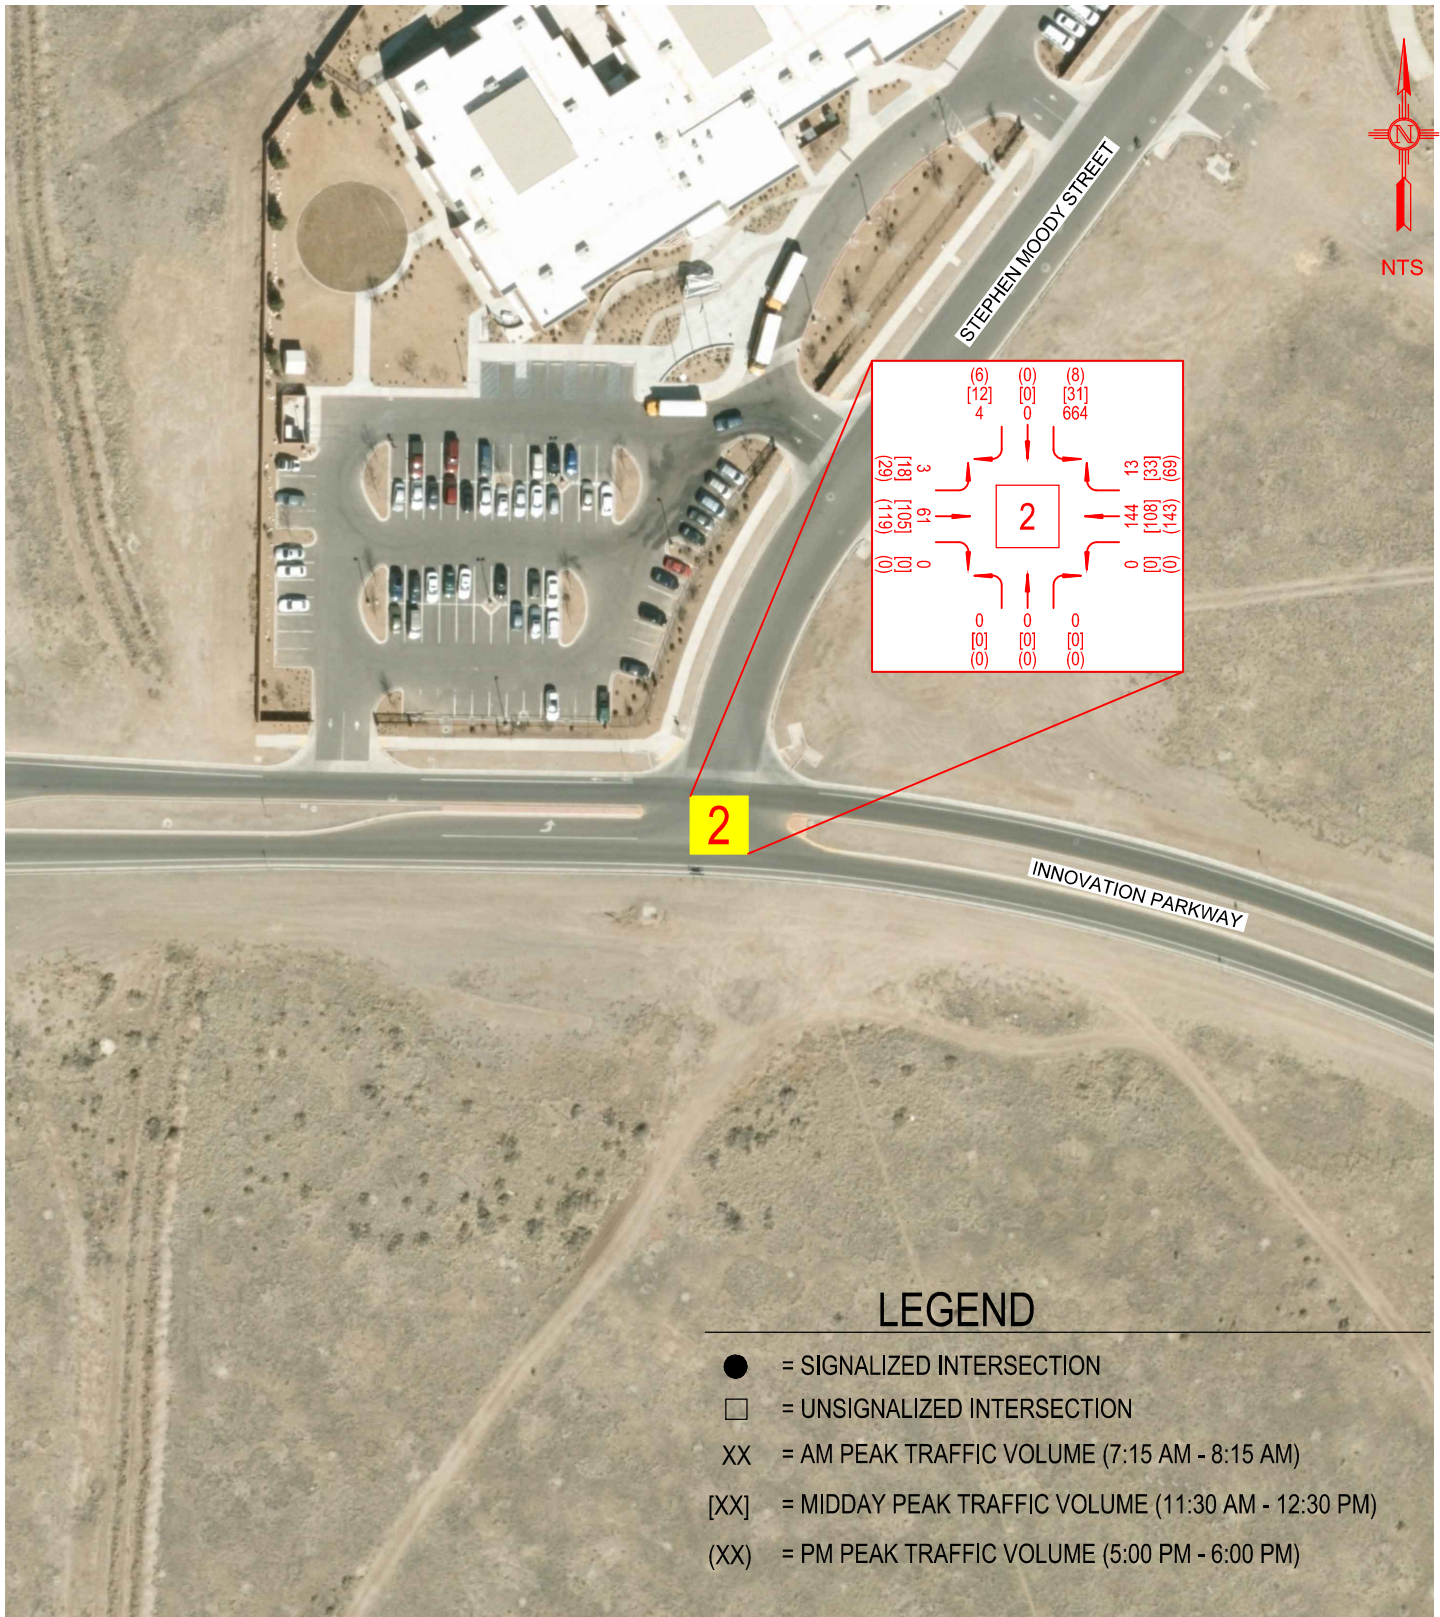 N
NTS
STEPHEN MOODY STREET
(6) (0) (8)
[12] [0] [31]
4 0 664
(29) [18] 3
(119) [105] 61
(0) [0] 0
13 [33] (69)
144 [108] (143)
0 [0] (0)
2
0 0 0
[0] [0] [0]
(0) (0) (0)
2
INNOVATION PARKWAY
LEGEND
= SIGNALIZED INTERSECTION
= UNSIGNALIZED INTERSECTION
XX = AM PEAK TRAFFIC VOLUME (7:15 AM - 8:15 AM)
[XX] = MIDDAY PEAK TRAFFIC VOLUME (11:30 AM - 12:30 PM)
(XX) = PM PEAK TRAFFIC VOLUME (5:00 PM - 6:00 PM)